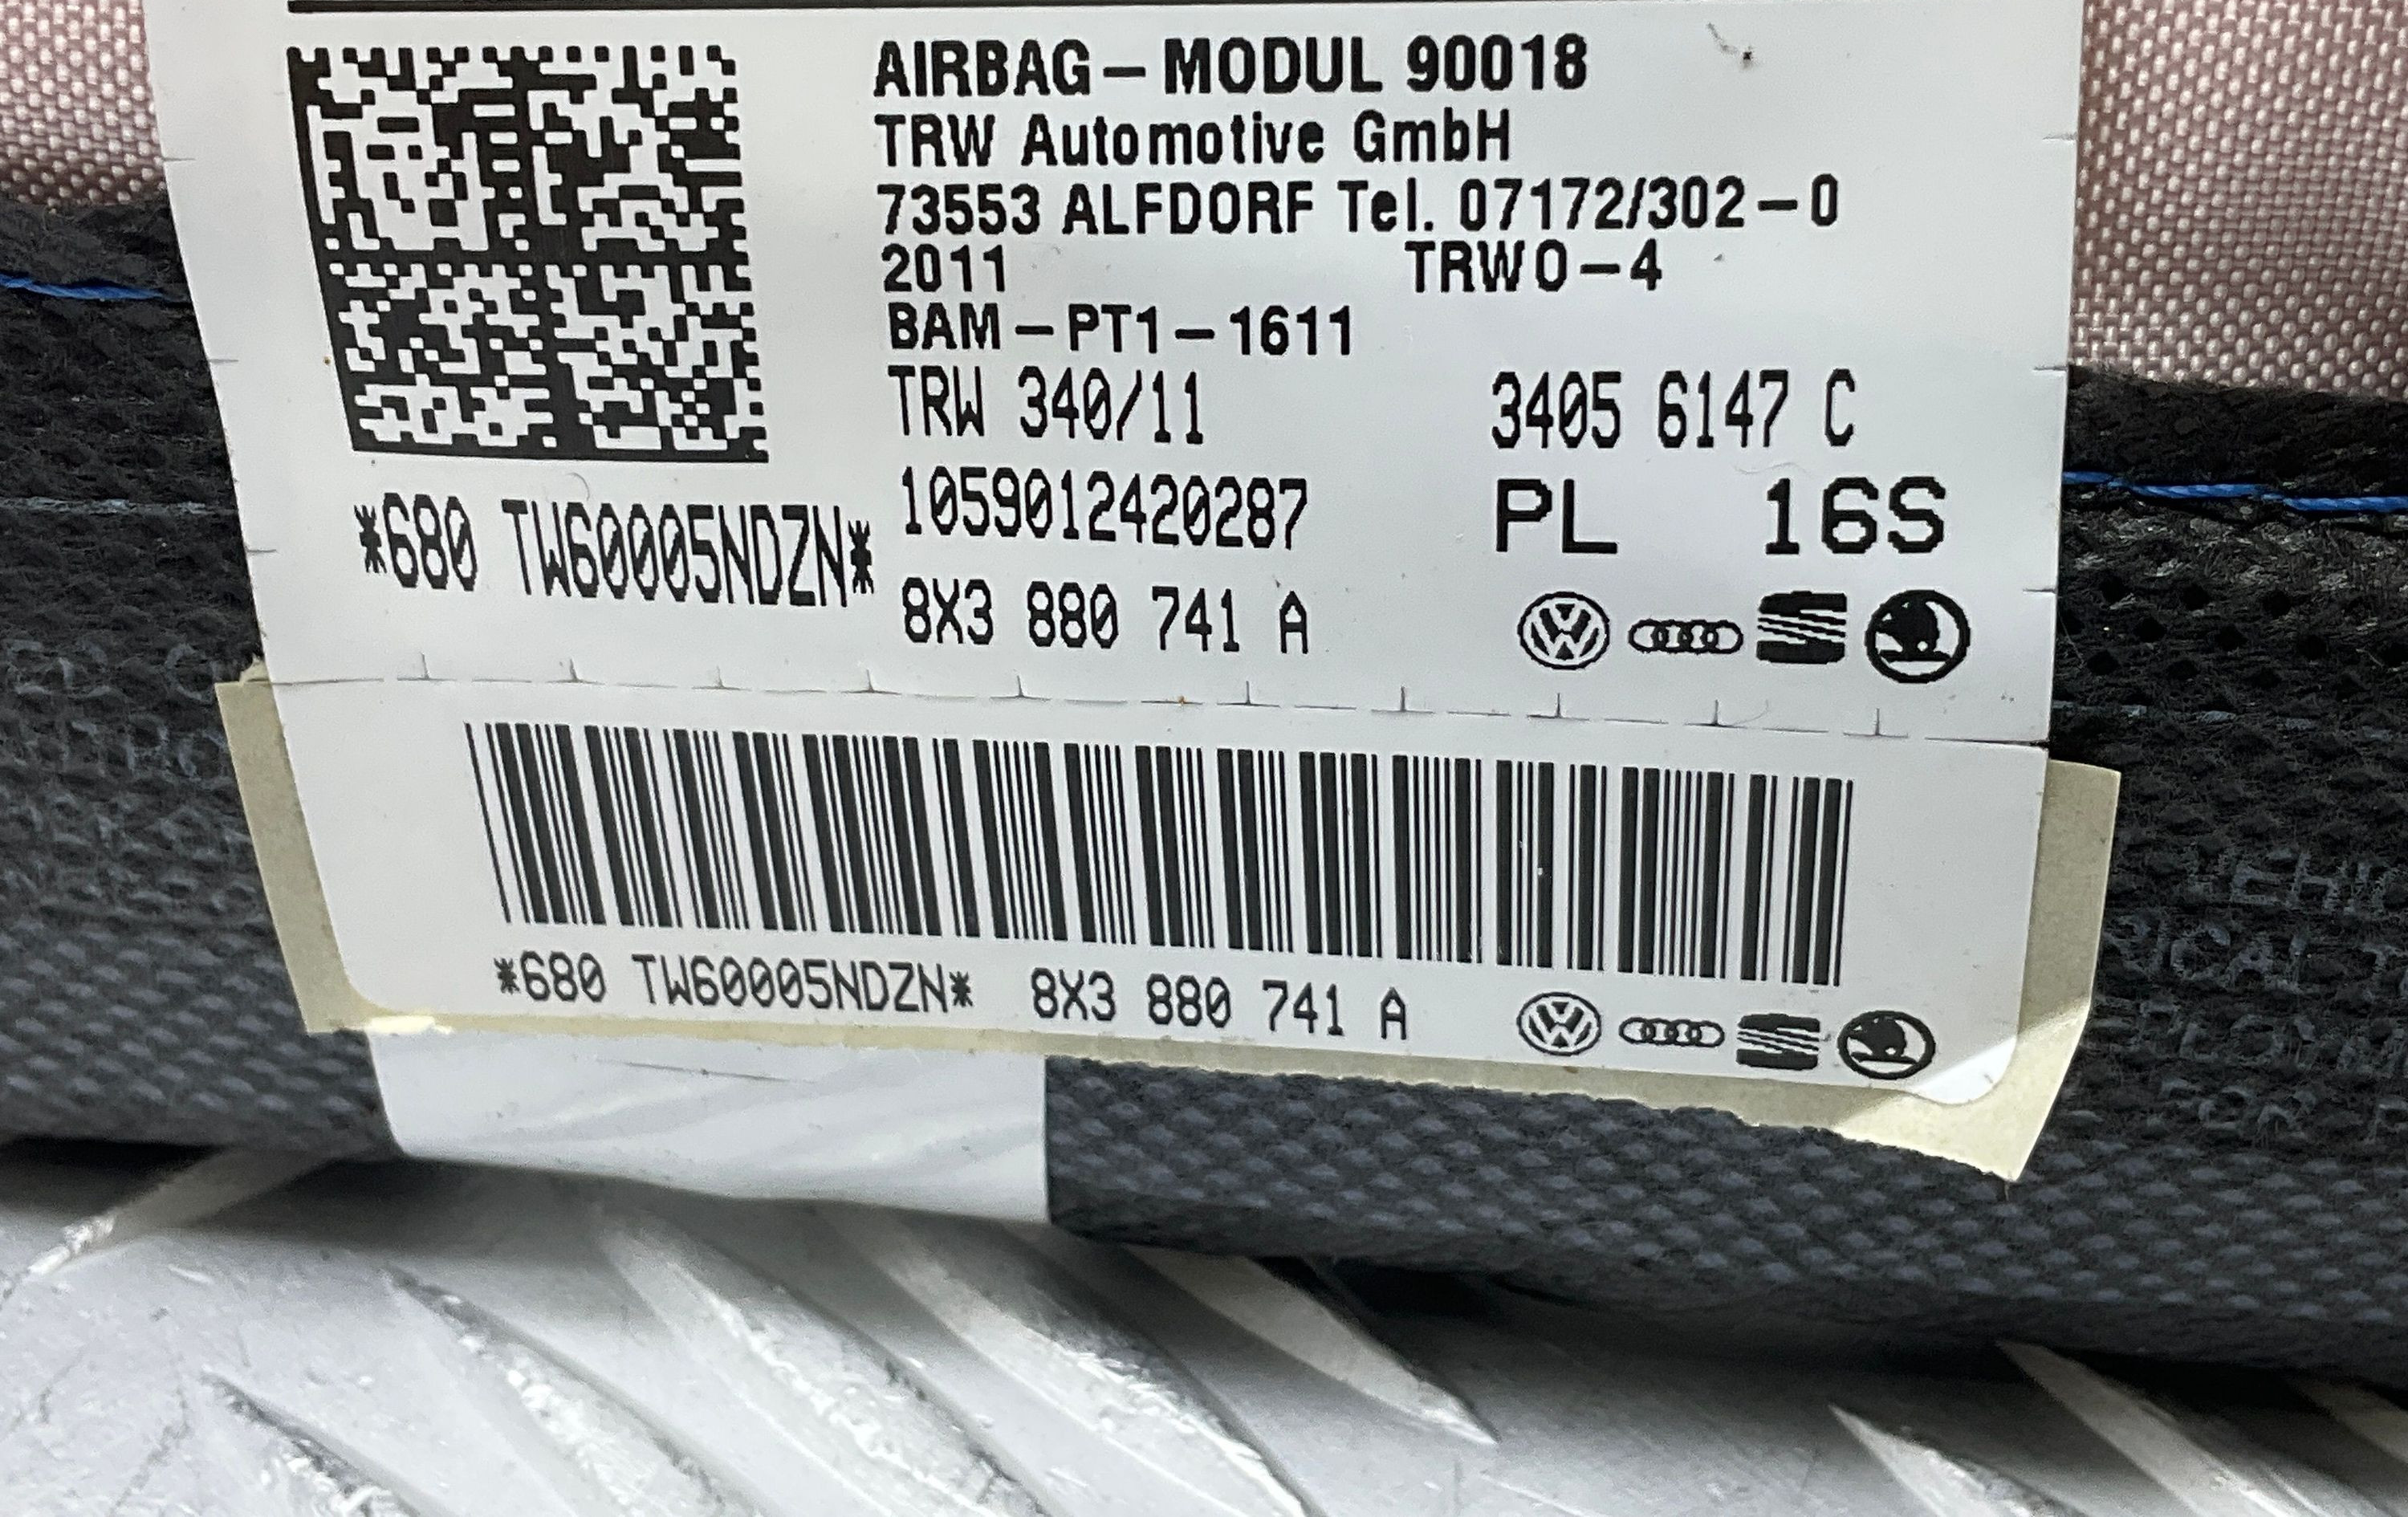 AIRBAG – MODUL 90018
TRW Automotive GmbH
73553 ALFDORF Tel. 07172/302 – 0
2011 TRWO – 4
BAM – PT1 – 1611
TRW 340/11 3405 6147 C
1059012420287 PL 16S
*680 TW60005NDZN*
8X3 880 741 A
*680 TW60005NDZN* 8X3 880 741 A